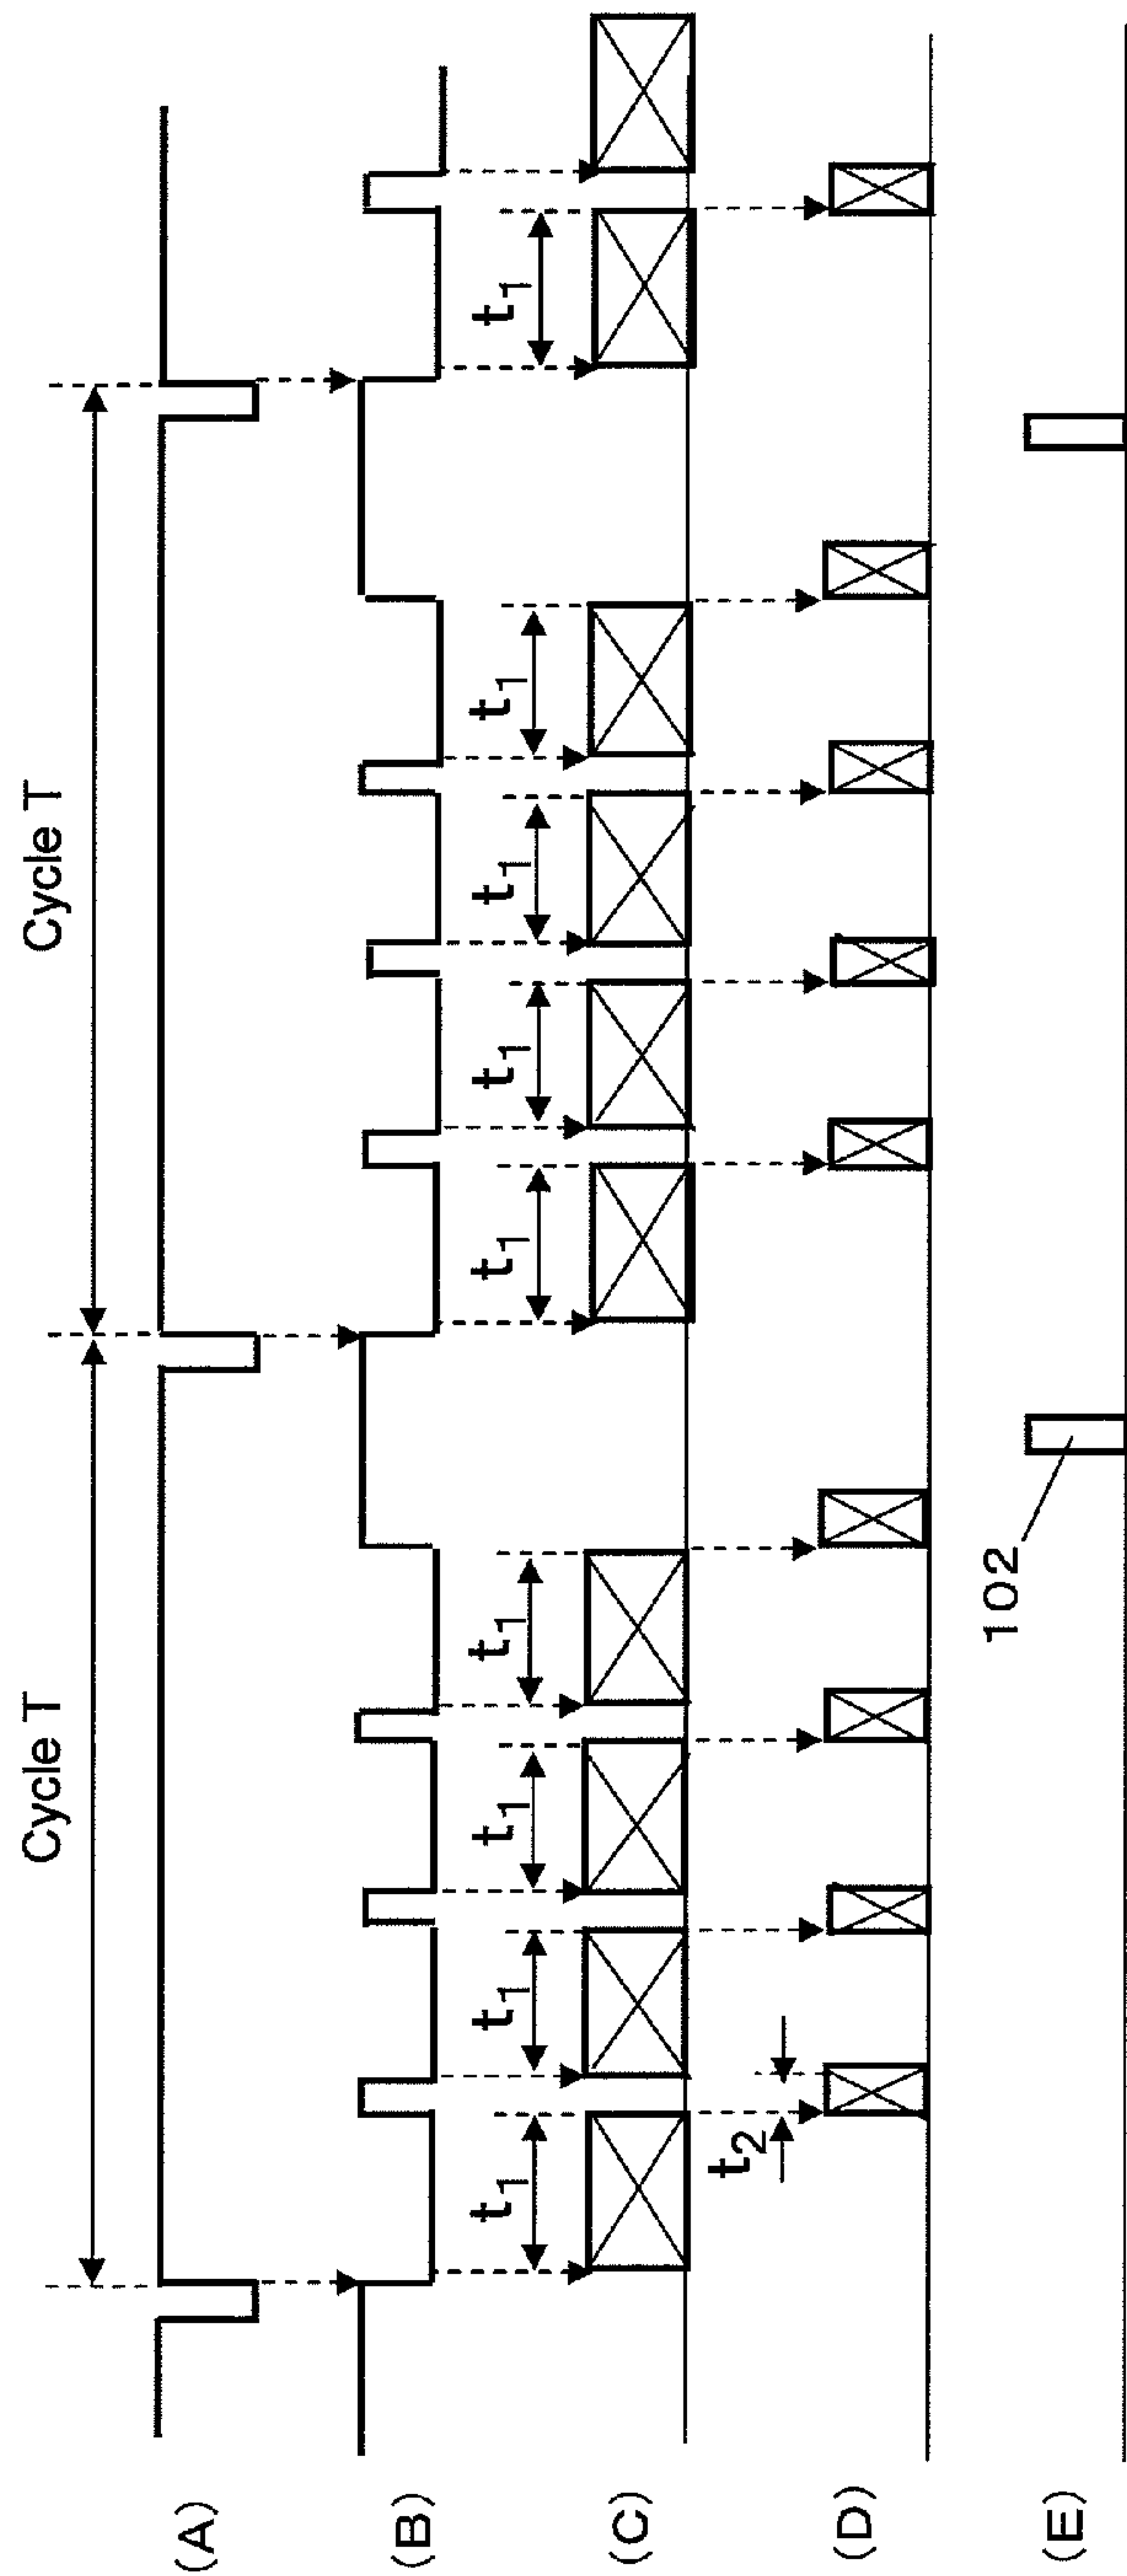 Cycle T Cycle T
(A)
(B)
t₁ t₁ t₁ t₁ t₁ t₁ t₁ t₁ t₁
(C)
t₂
(D)
102
(E)